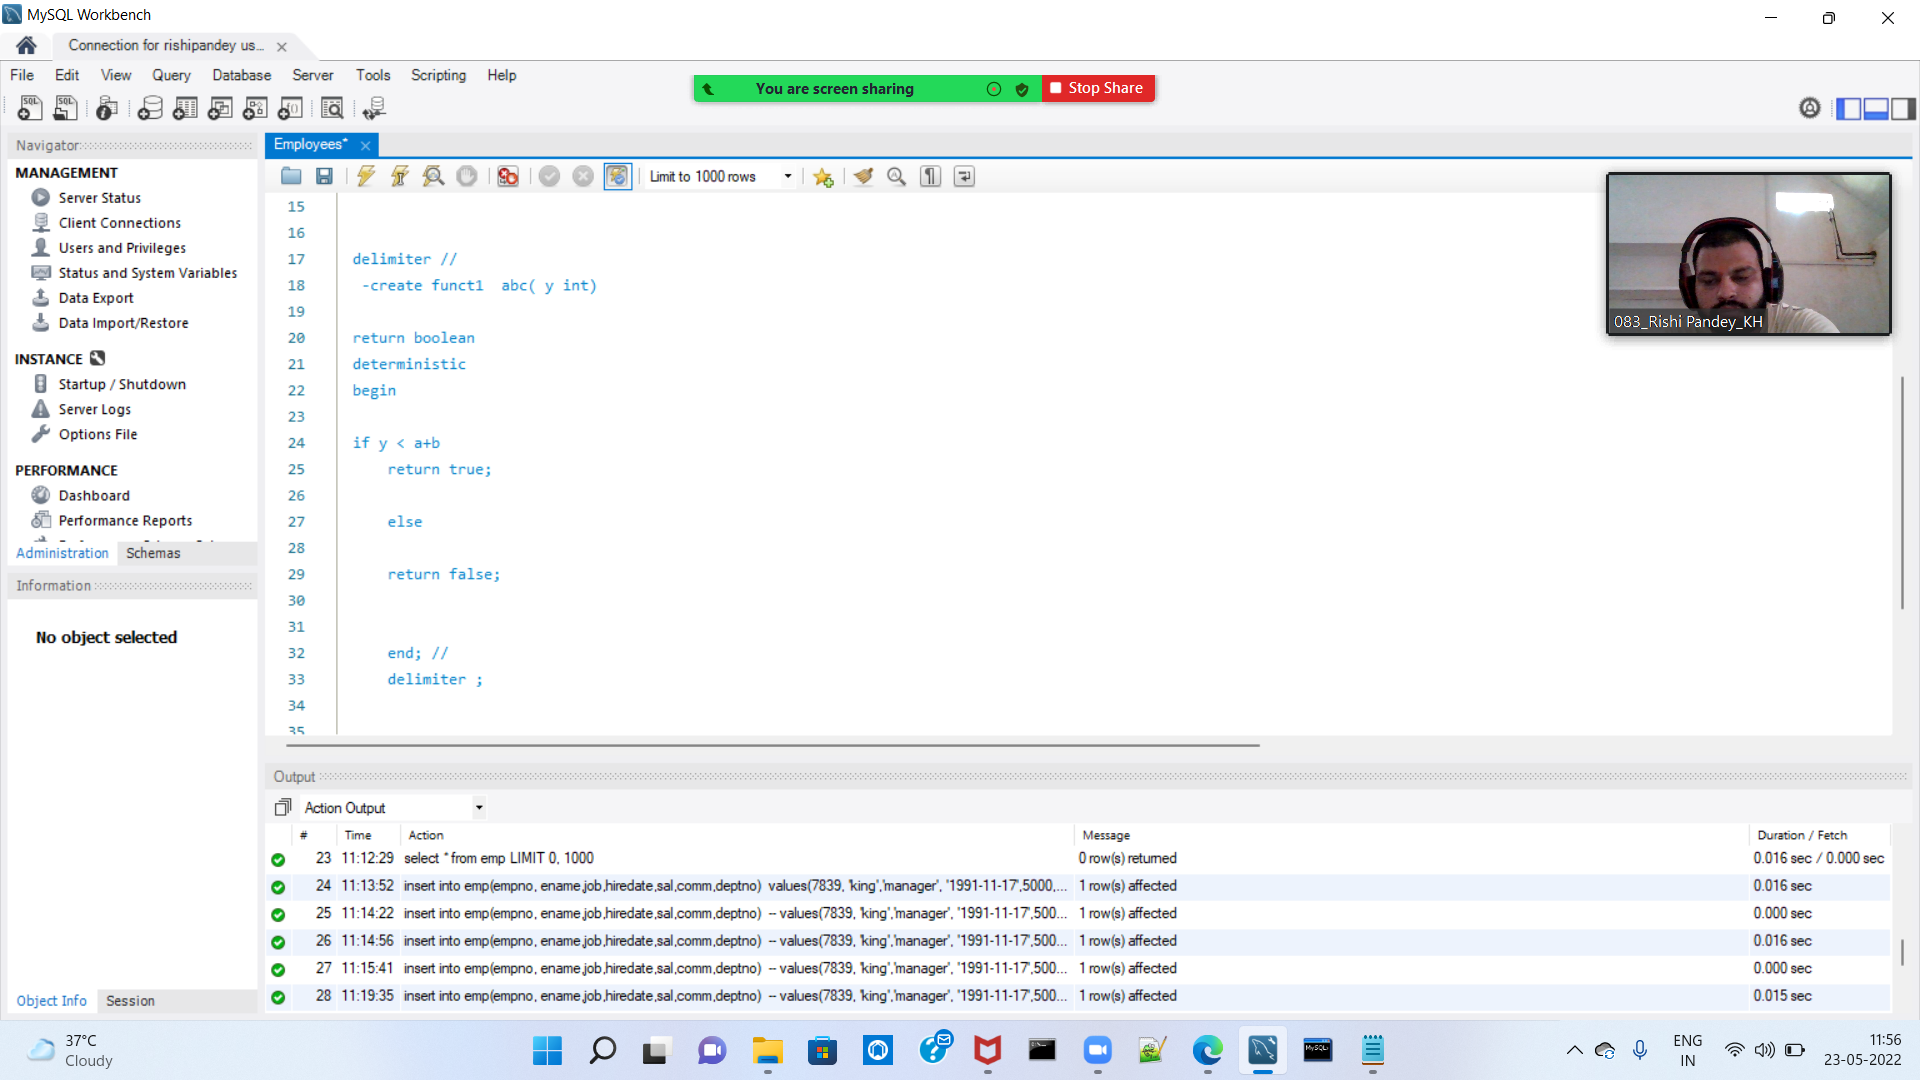 MySQL Workbench
Connection for rishipandey us...
File Edit View Query Database Server Tools Scripting Help
You are screen sharing Stop Share
Navigator
Employees*
MANAGEMENT
Server Status
Client Connections
Users and Privileges
Status and System Variables
Data Export
Data Import/Restore
INSTANCE
Startup / Shutdown
Server Logs
Options File
PERFORMANCE
Dashboard
Performance Reports
Administration Schemas
Information
No object selected
Object Info Session
Limit to 1000 rows
15
16
17 delimiter //
18 -create funct1 abc( y int)
19
20 return boolean
21 deterministic
22 begin
23
24 if y < a+b
25 return true;
26
27 else
28
29 return false;
30
31
32 end; //
33 delimiter ;
34
35
083_Rishi Pandey_KH
Output
Action Output
# Time Action Message Duration / Fetch
23 11:12:29 select * from emp LIMIT 0, 1000 0 row(s) returned 0.016 sec / 0.000 sec
24 11:13:52 insert into emp(empno, ename,job,hiredate,sal,comm,deptno) values(7839, 'king','manager', '1991-11-17',5000,... 1 row(s) affected 0.016 sec
25 11:14:22 insert into emp(empno, ename,job,hiredate,sal,comm,deptno) -- values(7839, 'king','manager', '1991-11-17',500... 1 row(s) affected 0.000 sec
26 11:14:56 insert into emp(empno, ename,job,hiredate,sal,comm,deptno) -- values(7839, 'king','manager', '1991-11-17',500... 1 row(s) affected 0.016 sec
27 11:15:41 insert into emp(empno, ename,job,hiredate,sal,comm,deptno) -- values(7839, 'king','manager', '1991-11-17',500... 1 row(s) affected 0.000 sec
28 11:19:35 insert into emp(empno, ename,job,hiredate,sal,comm,deptno) -- values(7839, 'king','manager', '1991-11-17',500... 1 row(s) affected 0.015 sec
37°C
Cloudy
ENG
IN
11:56
23-05-2022